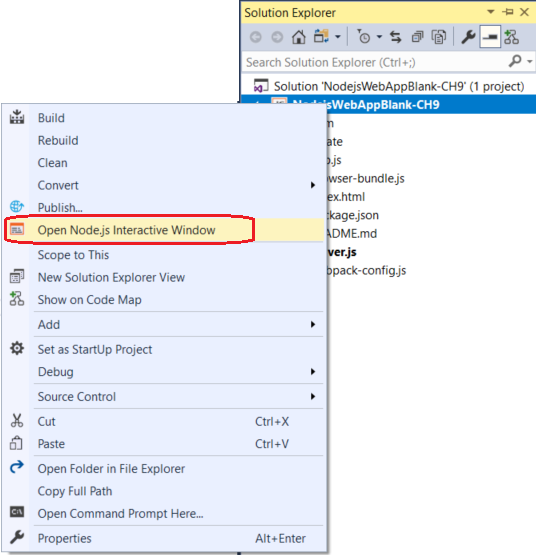 Solution Explorer
Search Solution Explorer (Ctrl+;)
Solution 'NodejsWebAppBlank-CH9' (1 project)
NodejsWebAppBlank-CH9
Build
Rebuild
Clean
Convert
Publish...
Open Node.js Interactive Window
Scope to This
New Solution Explorer View
Show on Code Map
Add
Set as StartUp Project
Debug
Source Control
Cut Ctrl+X
Paste Ctrl+V
Open Folder in File Explorer
Copy Full Path
Open Command Prompt Here...
Properties Alt+Enter
m
ate
.js
owser-bundle.js
ex.html
ckage.json
ADME.md
ver.js
bpack-config.js